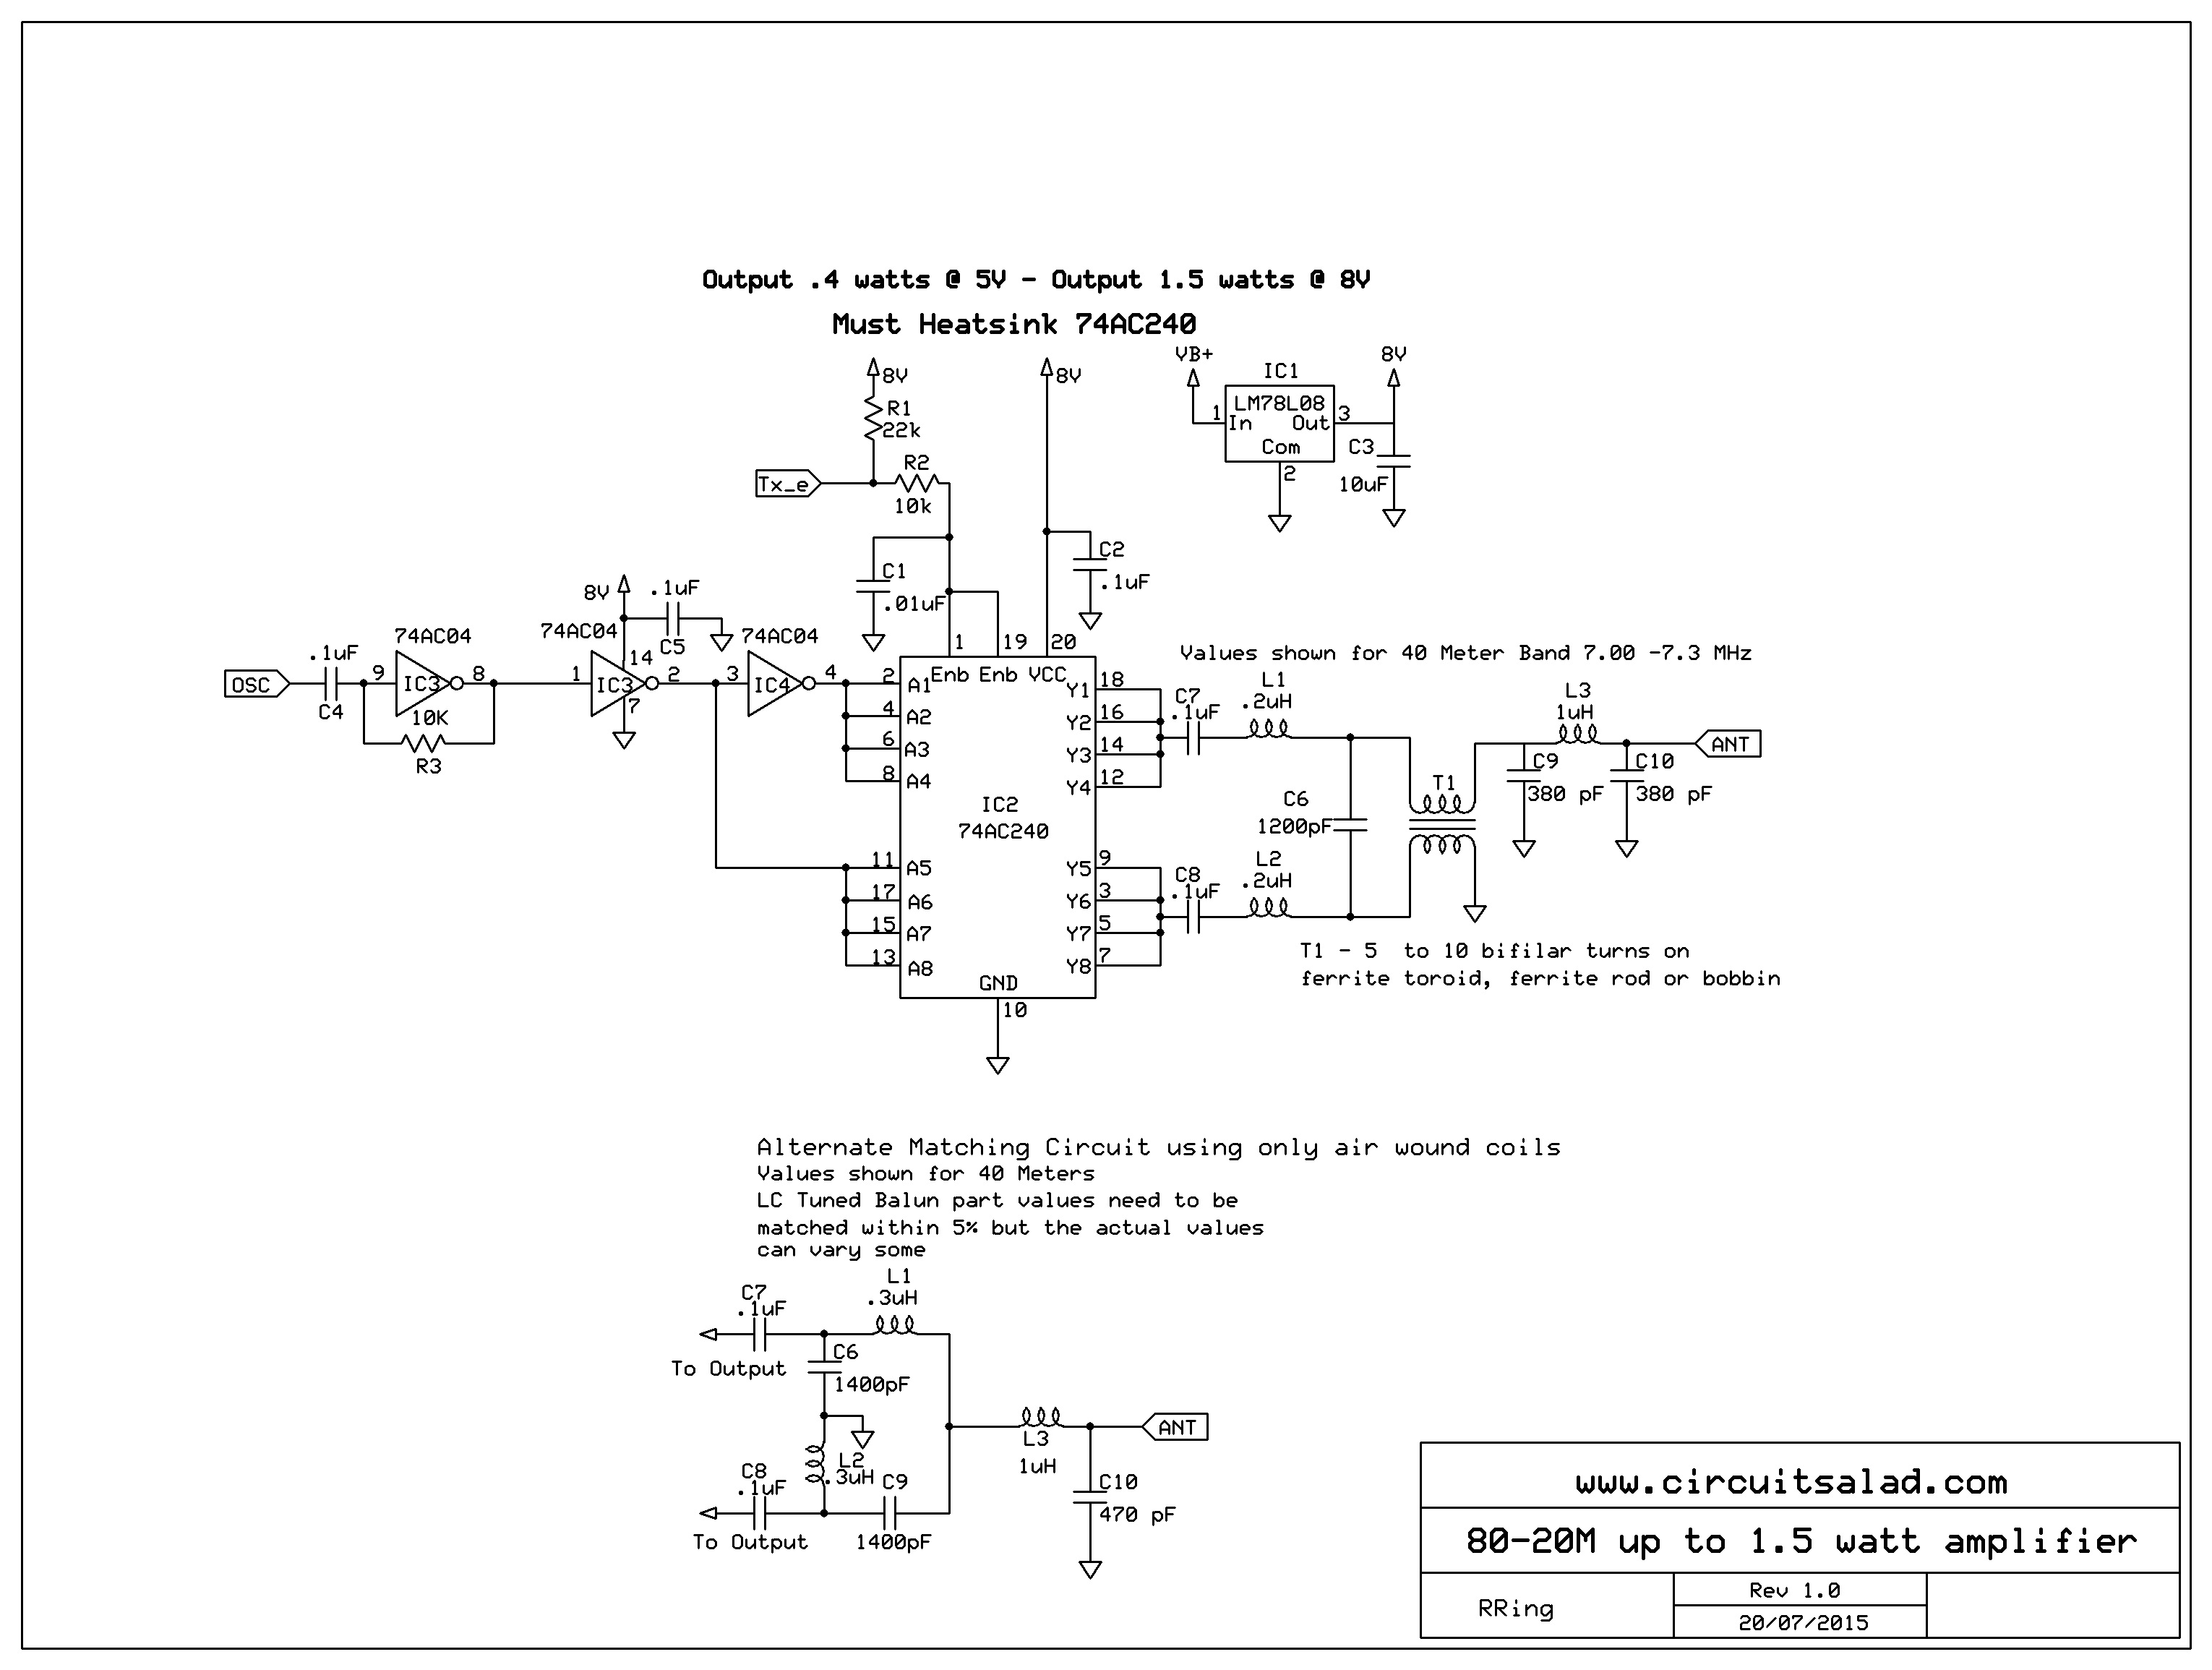 Output .4 watts @ 5V - Output 1.5 watts @ 8V
Must Heatsink 74AC240
8V
R1
22k
8V
VB+
IC1
8V
LM78L08
1
In
Out
3
Com
2
C3
10uF
Tx_e
R2
10k
C1
.01uF
C2
.1uF
8V
.1uF
C5
74AC04
74AC04
74AC04
OSC
.1uF
C4
9
IC3
8
10K
R3
1
IC3
14
7
2
3
IC4
4
1
19
20
Enb
Enb
VCC
2
A1
4
A2
6
A3
8
A4
11
A5
17
A6
15
A7
13
A8
IC2
74AC240
GND
10
Y1
18
Y2
16
Y3
14
Y4
12
Y5
9
Y6
3
Y7
5
Y8
7
Values shown for 40 Meter Band 7.00 -7.3 MHz
C7
.1uF
L1
.2uH
C8
.1uF
L2
.2uH
C6
1200pF
T1
L3
1uH
C9
380 pF
C10
380 pF
ANT
T1 - 5  to 10 bifilar turns on
ferrite toroid, ferrite rod or bobbin
Alternate Matching Circuit using only air wound coils
Values shown for 40 Meters
LC Tuned Balun part values need to be
matched within 5% but the actual values
can vary some
C7
.1uF
To Output
L1
.3uH
C6
1400pF
L2
.3uH
C8
.1uF
To Output
C9
1400pF
L3
1uH
C10
470 pF
ANT
www.circuitsalad.com
80-20M up to 1.5 watt amplifier
RRing
Rev 1.0
20/07/2015